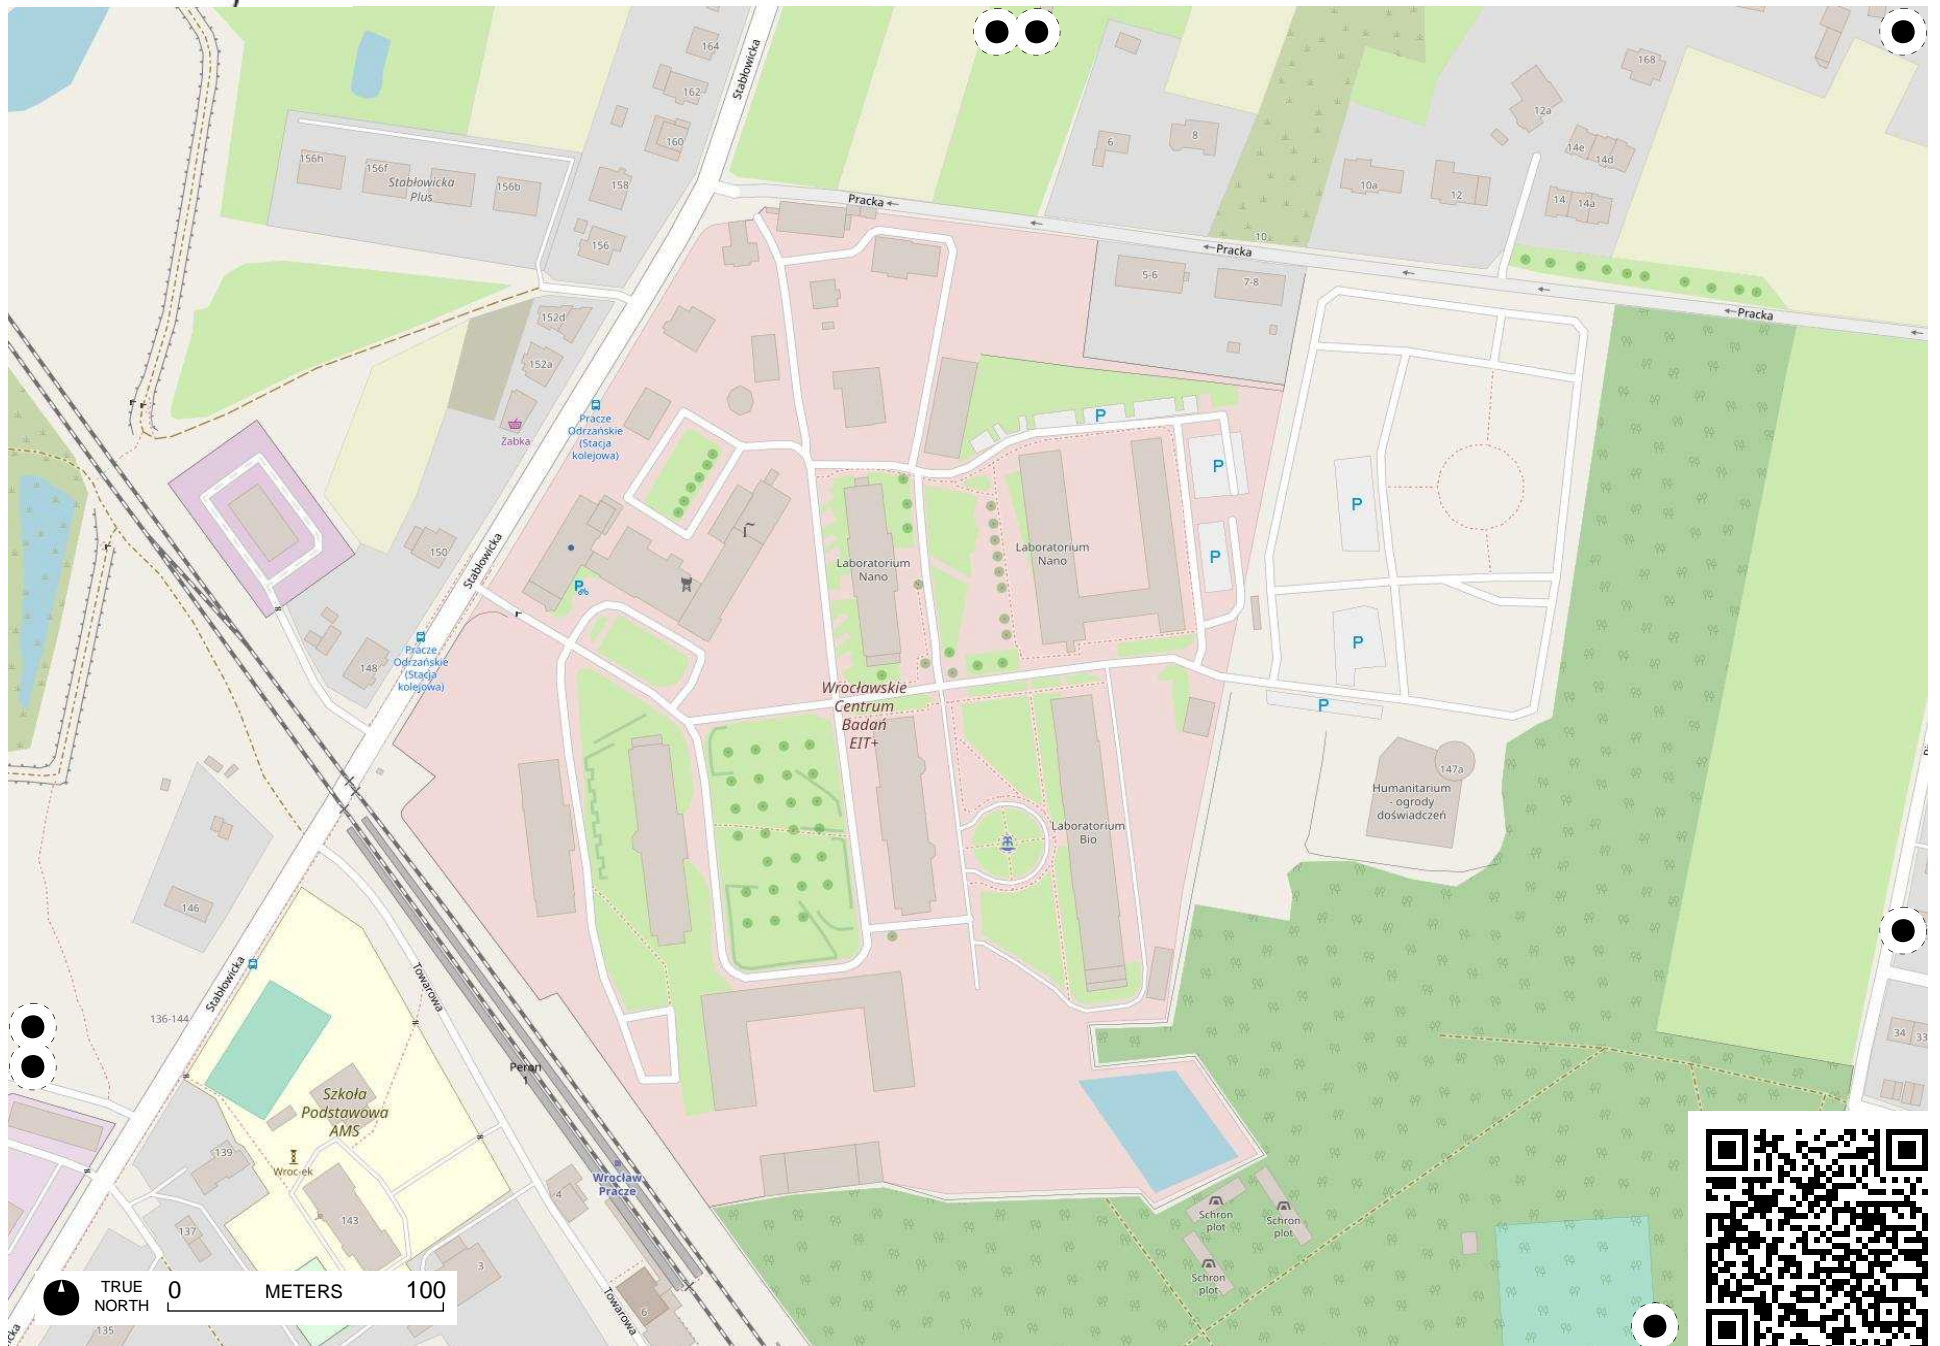 164
Stabłowicka
162
160
156h
156f
156b
Stabłowicka
Plus
158
156
6
8
168
12a
14e
14d
10a
12
14
14a
Pracka
10
Pracka
5-6
7-8
Pracka
152d
152a
Żabka
Pracze
Odrzańskie
(Stacja
kolejowa)
P
P
P
P
150
Stabłowicka
P
Laboratorium
Nano
Laboratorium
Nano
148
Pracze
Odrzańskie
(Stacja
kolejowa)
P
P
Wrocławskie
Centrum
Badań
EIT+
147a
Humanitarium
- ogrody
doświadczeń
Laboratorium
Bio
146
Stabłowicka
Towarowa
136-144
34
33
Peron
1
Szkoła
Podstawowa
AMS
139
Wroc-ek
Wrocław
Pracze
4
143
137
3
Schron
plot
Schron
plot
Schron
plot
TRUE
NORTH
0
METERS
100
6
Towarowa
135
cka